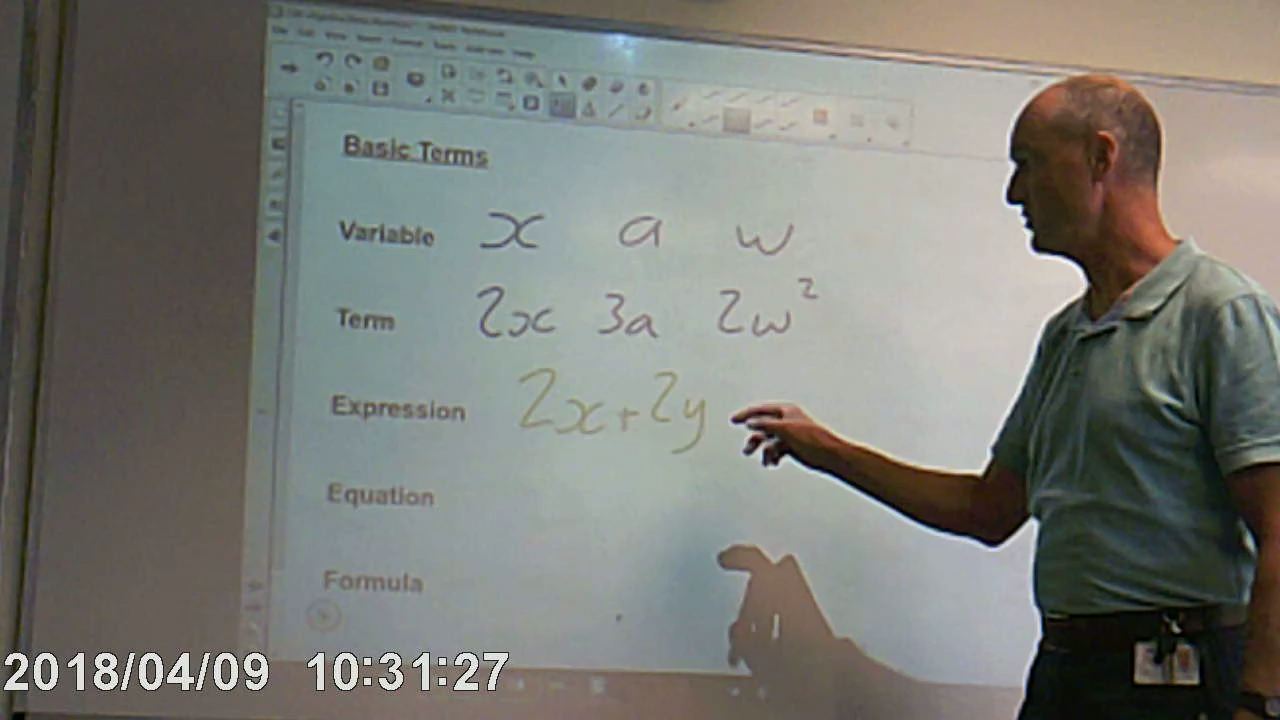 Basic Terms
Variable x a w
Term 2x 3a 2w²
Expression 2x+2y
Equation
Formula
2018/04/09 10:31:27